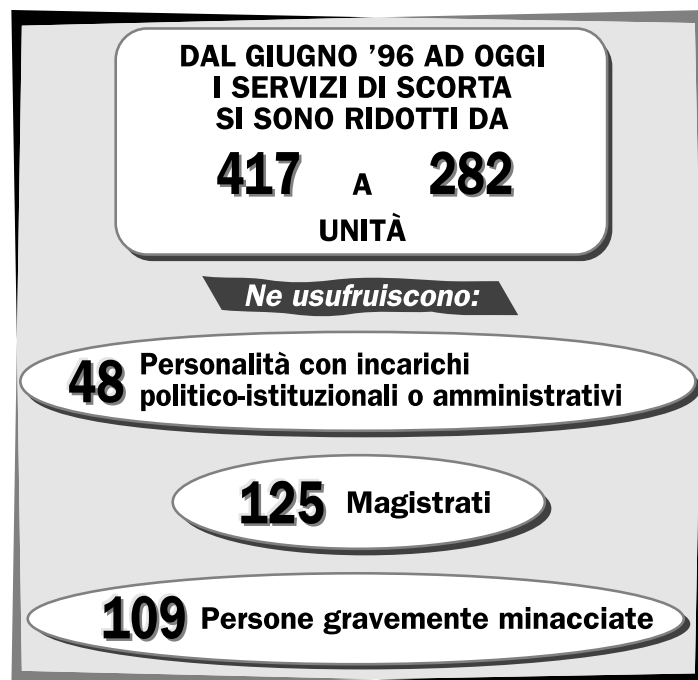 DAL GIUGNO ’96 AD OGGI
I SERVIZI DI SCORTA
SI SONO RIDOTTI DA
417 A 282
UNITÀ
Ne usufruiscono:
48 Personalità con incarichi
politico-istituzionali o amministrativi
125 Magistrati
109 Persone gravemente minacciate